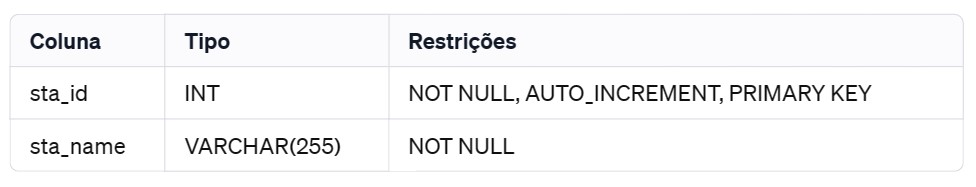 Coluna Tipo Restrições
sta_id INT NOT NULL, AUTO_INCREMENT, PRIMARY KEY
sta_name VARCHAR(255) NOT NULL